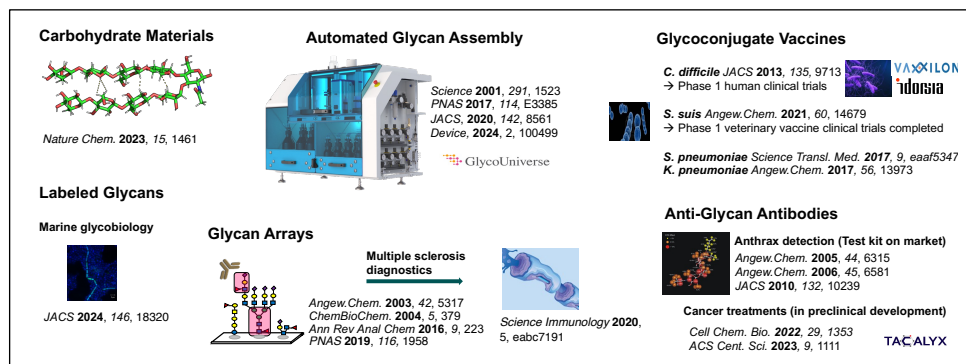 Carbohydrate Materials
Nature Chem. 2023, 15, 1461
Automated Glycan Assembly
Science 2001, 291, 1523
PNAS 2017, 114, E3385
JACS, 2020, 142, 8561
Device, 2024, 2, 100499
GlycoUniverse
Glycoconjugate Vaccines
C. difficile JACS 2013, 135, 9713
→ Phase 1 human clinical trials
VAXXILON
idorsia
S. suis Angew.Chem. 2021, 60, 14679
→ Phase 1 veterinary vaccine clinical trials completed
S. pneumoniae Science Transl. Med. 2017, 9, eaaf5347
K. pneumoniae Angew.Chem. 2017, 56, 13973
Labeled Glycans
Marine glycobiology
JACS 2024, 146, 18320
Glycan Arrays
Multiple sclerosis
diagnostics
Angew.Chem. 2003, 42, 5317
ChemBioChem. 2004, 5, 379
Ann Rev Anal Chem 2016, 9, 223
PNAS 2019, 116, 1958
Science Immunology 2020,
5, eabc7191
Anti-Glycan Antibodies
Anthrax detection (Test kit on market)
Angew.Chem. 2005, 44, 6315
Angew.Chem. 2006, 45, 6581
JACS 2010, 132, 10239
Cancer treatments (in preclinical development)
Cell Chem. Bio. 2022, 29, 1353
ACS Cent. Sci. 2023, 9, 1111
TACALYX